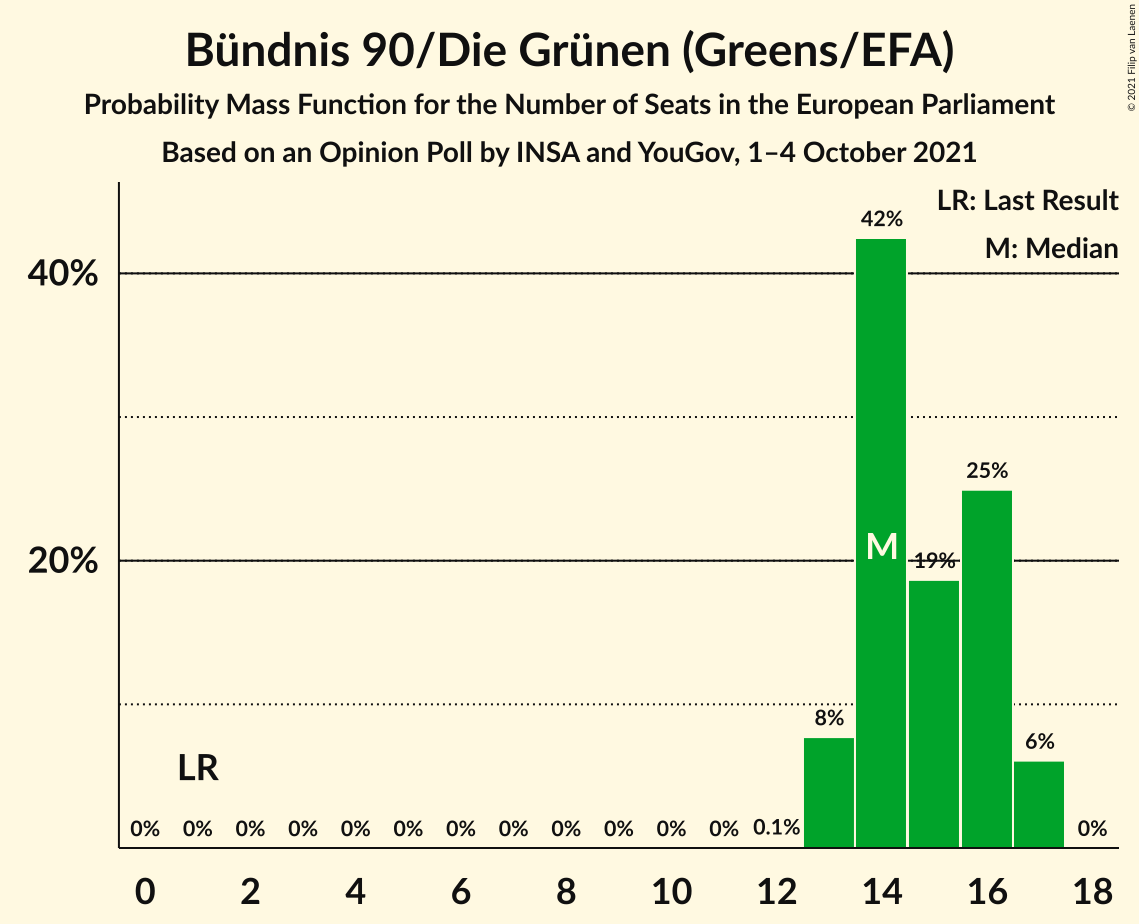 Bündnis 90/Die Grünen (Greens/EFA)
Probability Mass Function for the Number of Seats in the European Parliament
Based on an Opinion Poll by INSA and YouGov, 1–4 October 2021
© 2021 Filip van Laenen
LR: Last Result
M: Median
42%
40%
25%
M
19%
20%
8%
6%
LR
0% 0% 0% 0% 0% 0% 0% 0% 0% 0% 0% 0% 0.1% 0%
0 2 4 6 8 10 12 14 16 18